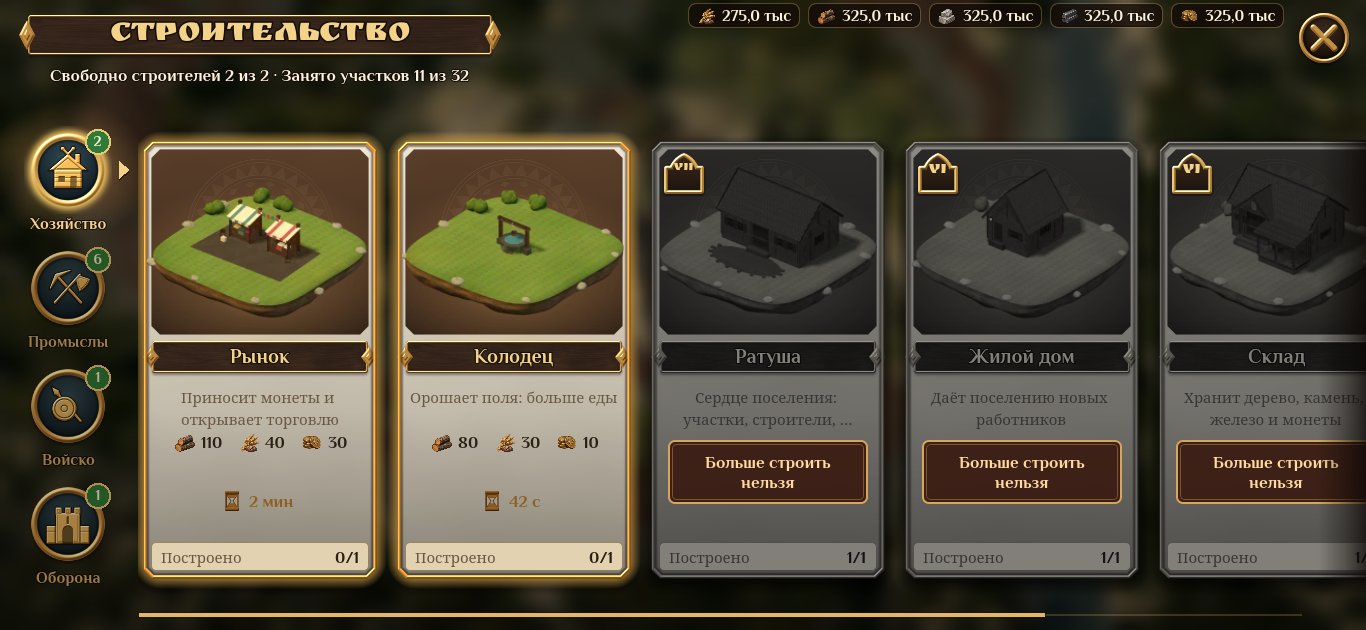 СТРОИТЕЛЬСТВО
275,0 тыс
325,0 тыс
325,0 тыс
325,0 тыс
325,0 тыс
Свободно строителей 2 из 2 · Занято участков 11 из 32
2
Хозяйство
6
Промыслы
1
Войско
1
Оборона
Рынок
Приносит монеты и
открывает торговлю
110 40 30
2 мин
Построено 0/1
Колодец
Орошает поля: больше еды
80 30 10
42 с
Построено 0/1
VII
Ратуша
Сердце поселения:
участки, строители, ...
Больше строить
нельзя
Построено 1/1
VI
Жилой дом
Даёт поселению новых
работников
Больше строить
нельзя
Построено 1/1
VI
Склад
Хранит дерево, камень,
железо и монеты
Больше строить
нельзя
Построено